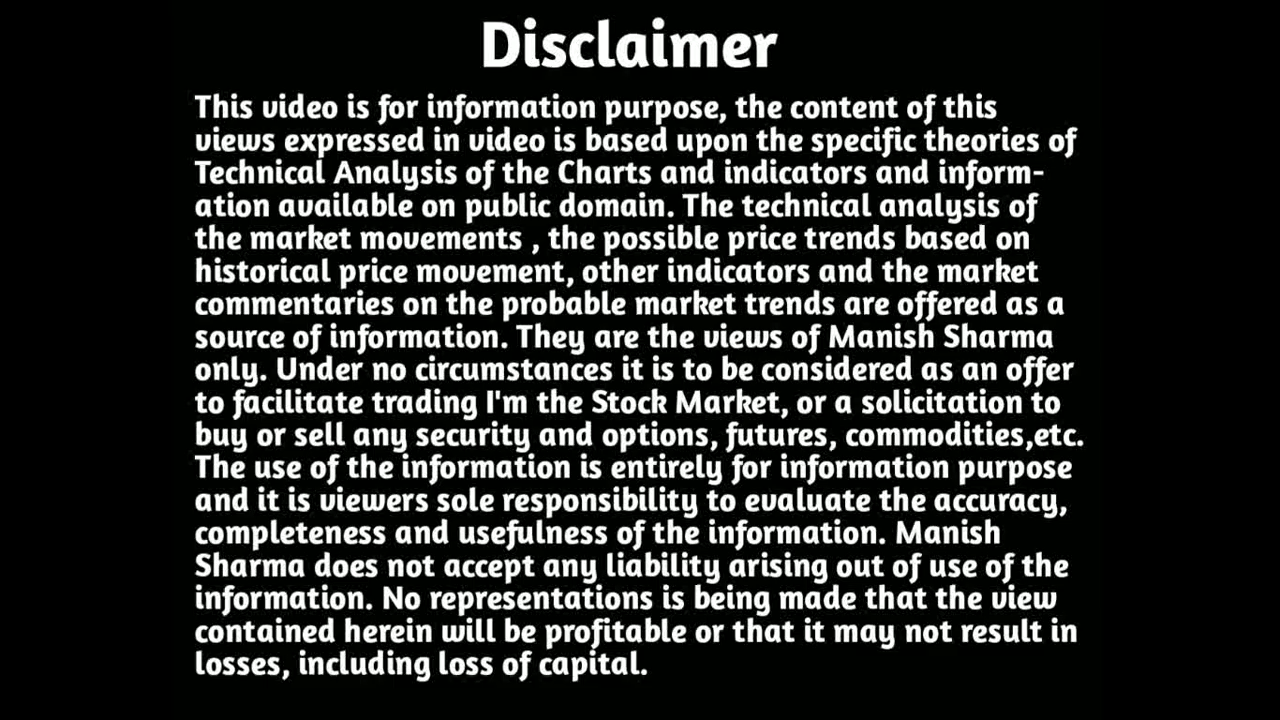 Disclaimer
This video is for information purpose, the content of this
views expressed in video is based upon the specific theories of
Technical Analysis of the Charts and indicators and inform-
ation available on public domain. The technical analysis of
the market movements , the possible price trends based on
historical price movement, other indicators and the market
commentaries on the probable market trends are offered as a
source of information. They are the views of Manish Sharma
only. Under no circumstances it is to be considered as an offer
to facilitate trading I'm the Stock Market, or a solicitation to
buy or sell any security and options, futures, commodities,etc.
The use of the information is entirely for information purpose
and it is viewers sole responsibility to evaluate the accuracy,
completeness and usefulness of the information. Manish
Sharma does not accept any liability arising out of use of the
information. No representations is being made that the view
contained herein will be profitable or that it may not result in
losses, including loss of capital.